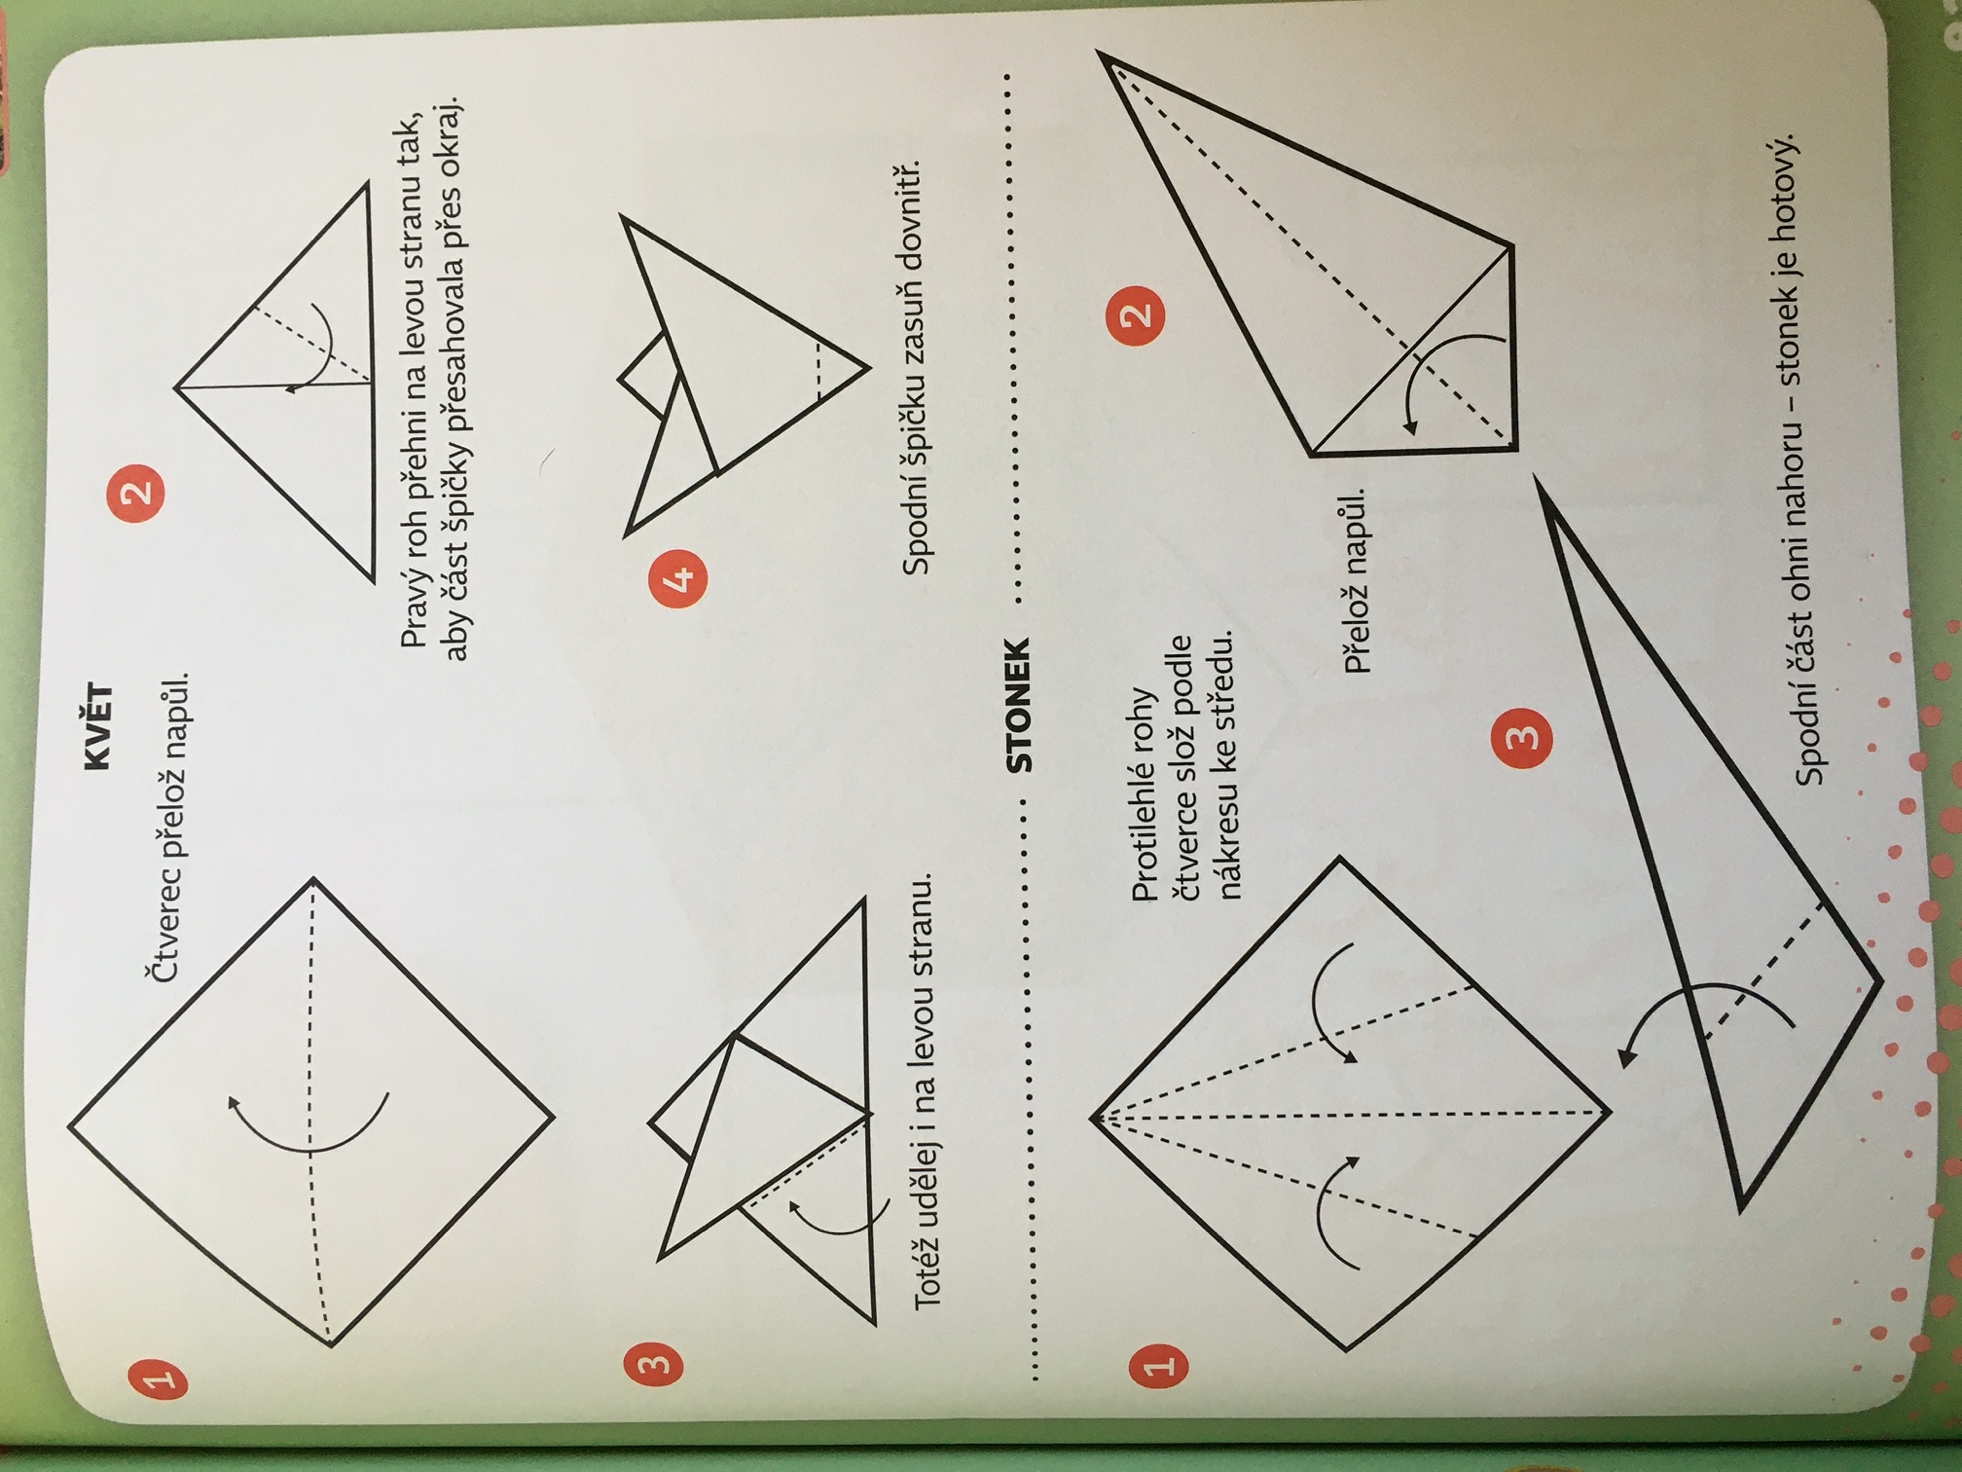 KVĚT
1
Čtverec přelož napůl.
2
Pravý roh přehni na levou stranu tak,
aby část špičky přesahovala přes okraj.
3
Totéž udělej i na levou stranu.
4
Spodní špičku zasuň dovnitř.
STONEK
1
Protilehlé rohy
čtverce slož podle
nákresu ke středu.
2
Přelož napůl.
3
Spodní část ohni nahoru – stonek je hotový.